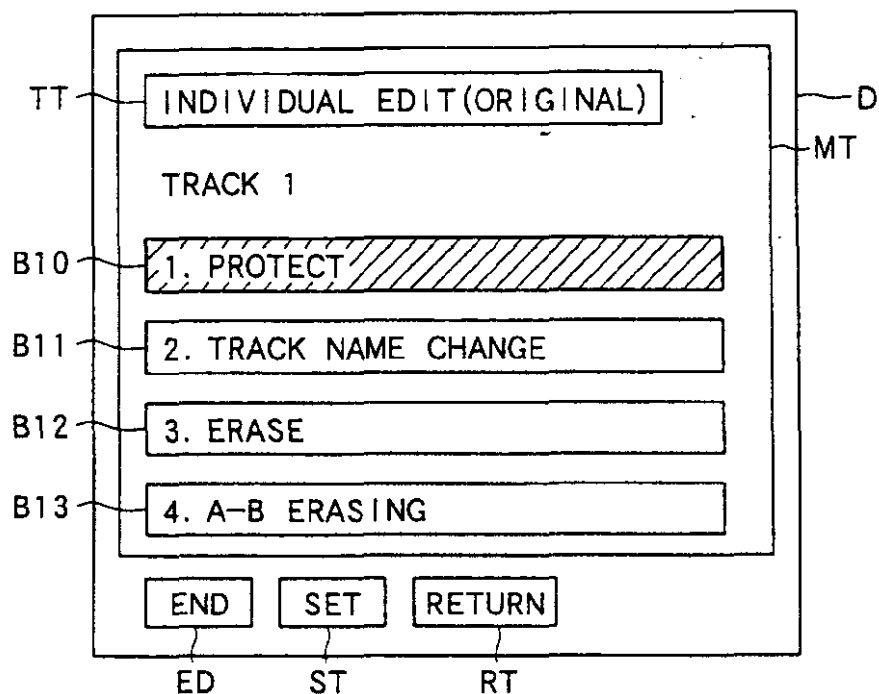 TT INDIVIDUAL EDIT(ORIGINAL) D
MT
TRACK 1
B10 1. PROTECT
B11 2. TRACK NAME CHANGE
B12 3. ERASE
B13 4. A-B ERASING
END SET RETURN
ED ST RT